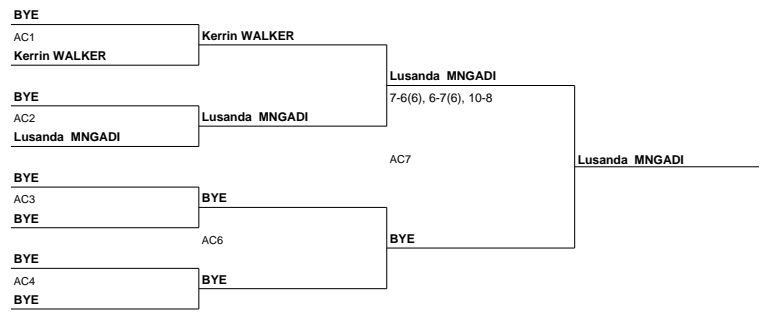 BYE
AC1
Kerrin WALKER
Kerrin WALKER
Lusanda MNGADI
7-6(6), 6-7(6), 10-8
BYE
AC2
Lusanda MNGADI
Lusanda MNGADI
AC7
Lusanda MNGADI
BYE
AC3
BYE
BYE
AC6
BYE
BYE
AC4
BYE
BYE